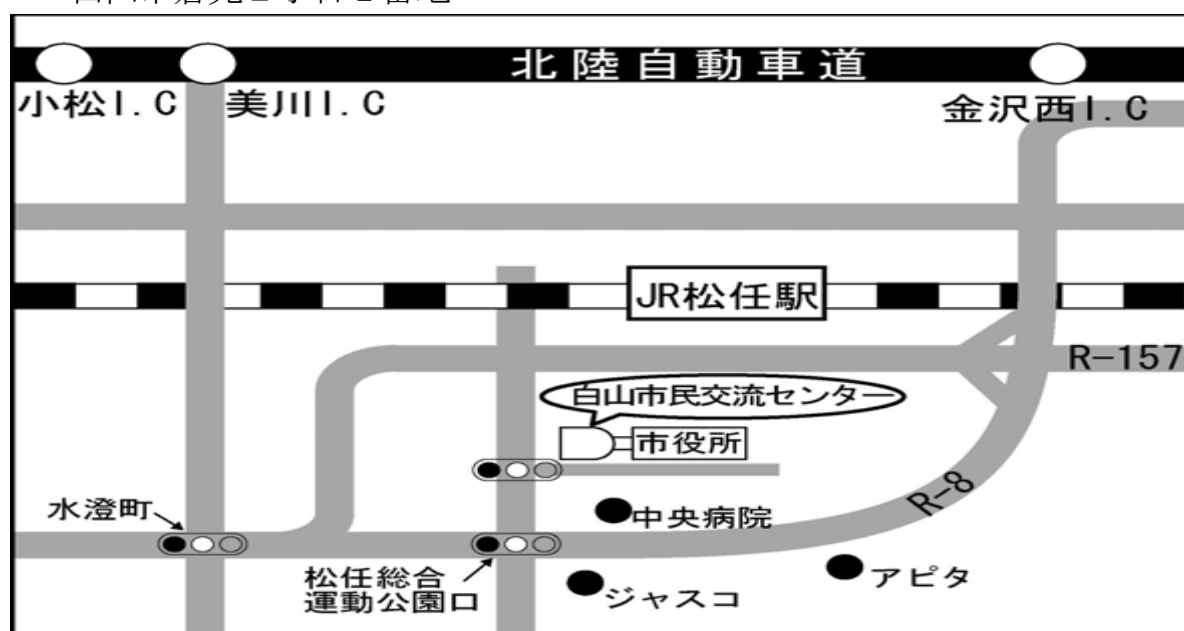 北陸自動車道
小松I.C
美川I.C
金沢西I.C
JR松任駅
R-157
白山市民交流センター
市役所
R-8
水澄町
中央病院
松任総合
運動公園口
ジャスコ
アピタ